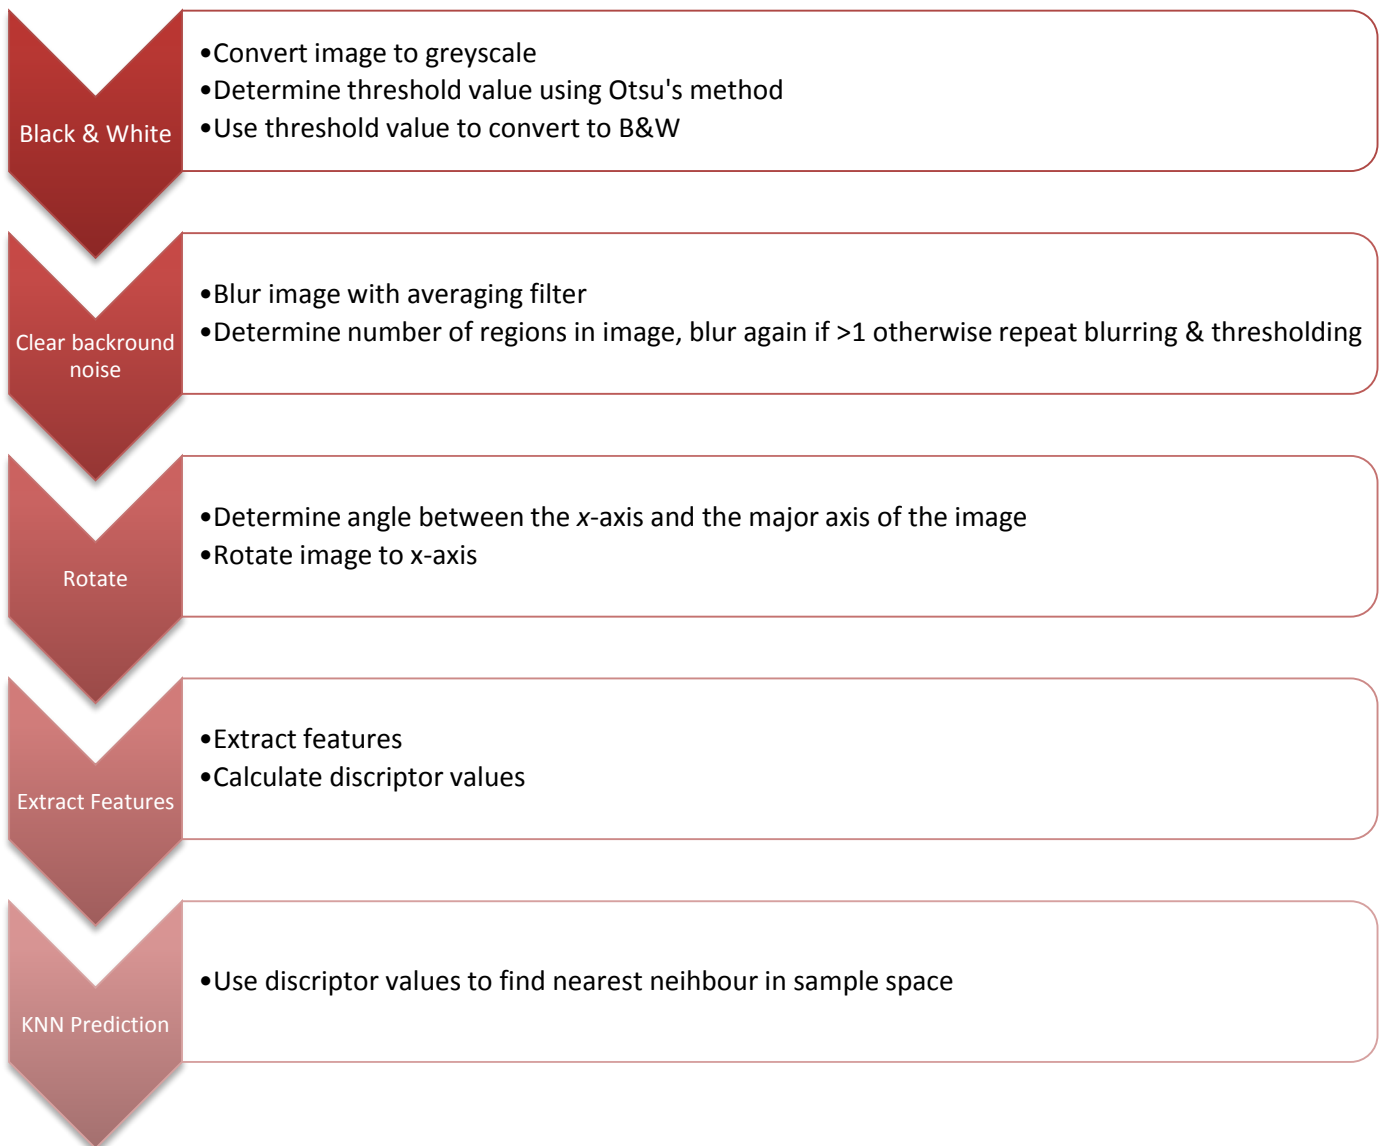 Black & White
•Convert image to greyscale
•Determine threshold value using Otsu's method
•Use threshold value to convert to B&W
Clear backround
noise
•Blur image with averaging filter
•Determine number of regions in image, blur again if >1 otherwise repeat blurring & thresholding
Rotate
•Determine angle between the x-axis and the major axis of the image
•Rotate image to x-axis
Extract Features
•Extract features
•Calculate discriptor values
KNN Prediction
•Use discriptor values to find nearest neihbour in sample space